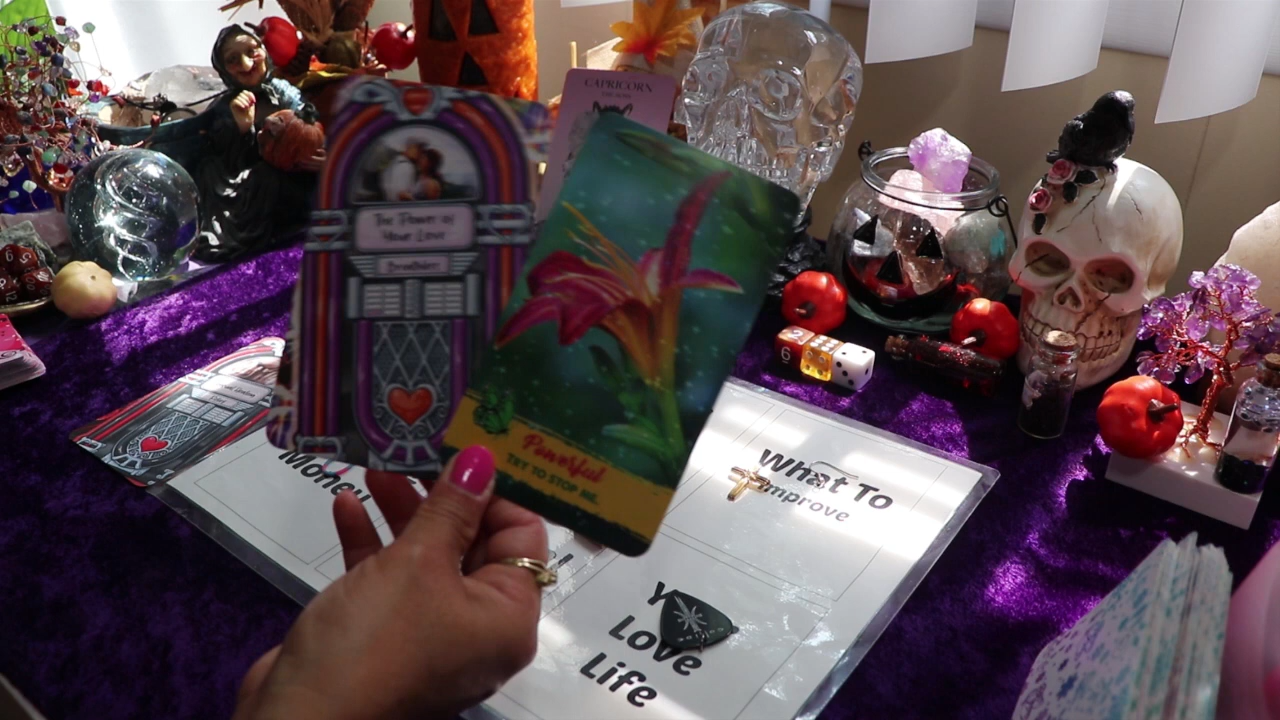 CAPRICORN
The Power of
Your Love
Powerful
TRY TO STOP ME.
Money
What To
Improve
Love
Life
6